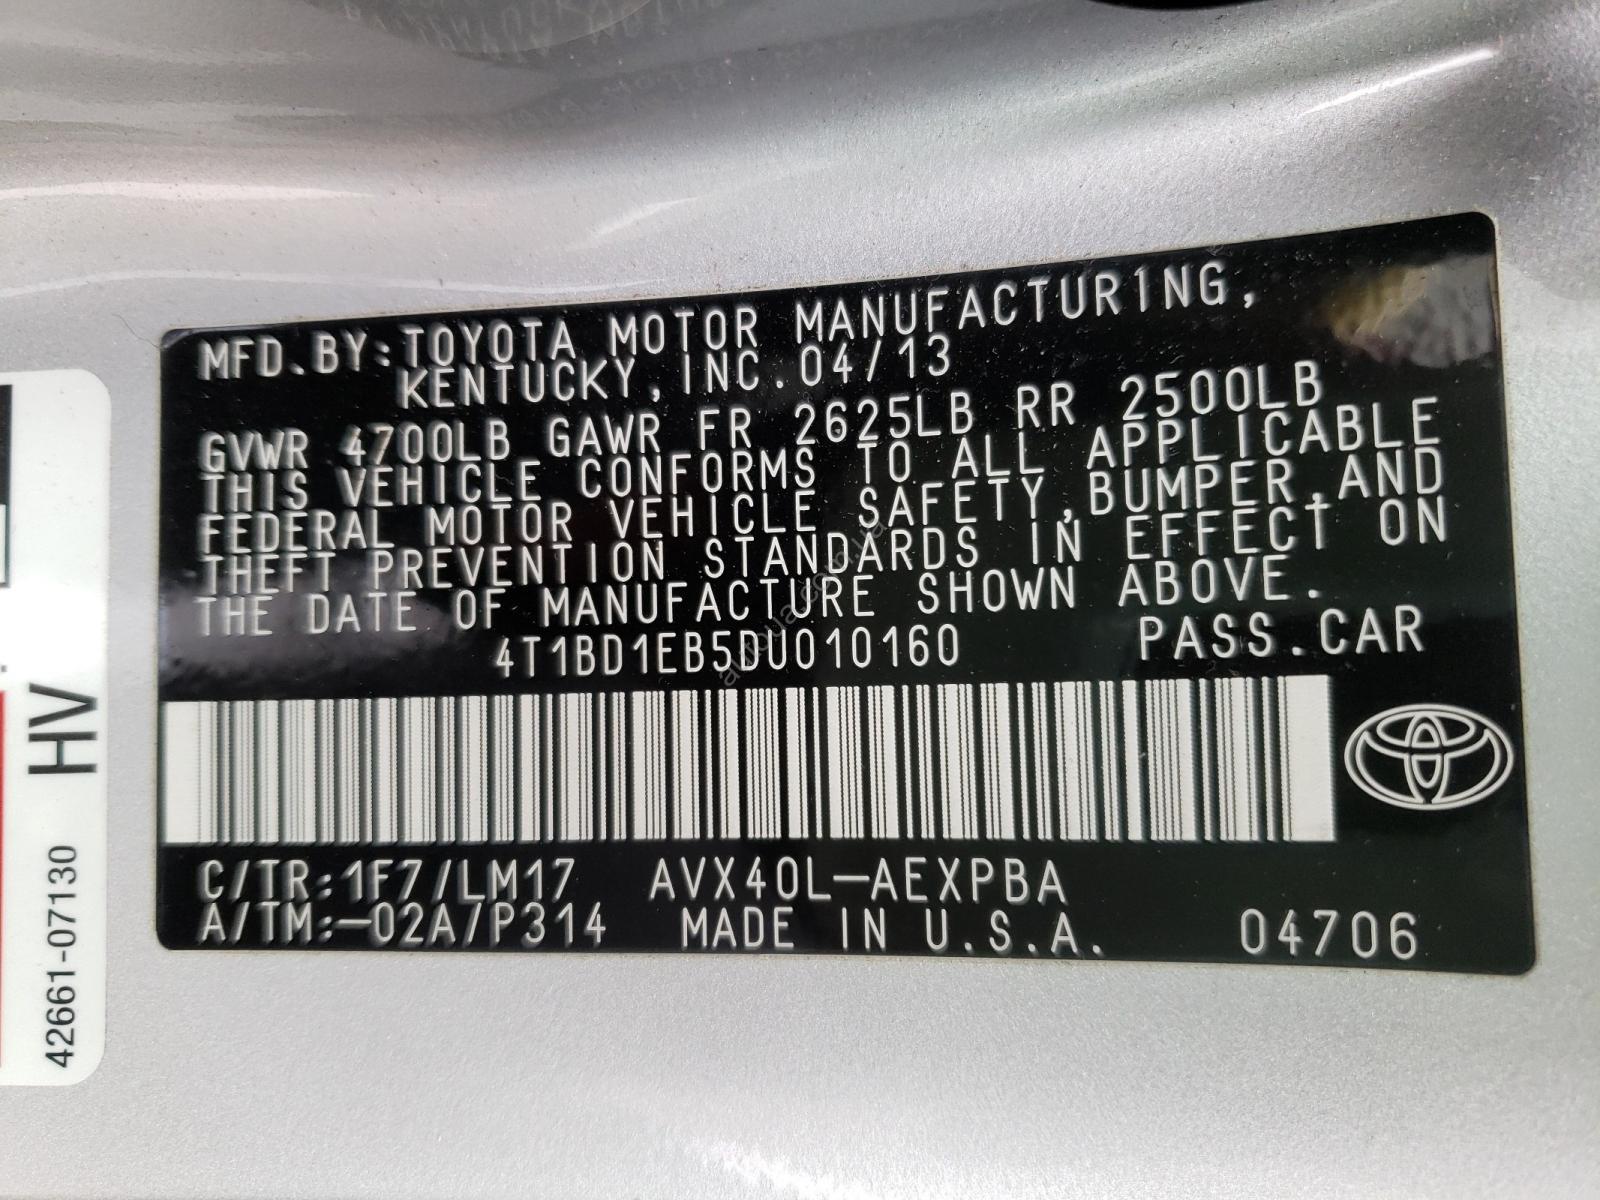 MFD.BY:TOYOTA MOTOR MANUFACTURING,
KENTUCKY, INC. 04/13
GVWR 4700LB GAWR FR 2625LB RR 2500LB
THIS VEHICLE CONFORMS TO ALL APPLICABLE
FEDERAL MOTOR VEHICLE SAFETY,BUMPER,AND
THEFT PREVENTION STANDARDS IN EFFECT ON
THE DATE OF MANUFACTURE SHOWN ABOVE.
4T1BD1EB5DU010160 PASS.CAR
C/TR:1F7/LM17 AVX40L-AEXPBA
A/TM:-02A/P314 MADE IN U.S.A. 04706
HV
42661-07130
autoua.com.ua